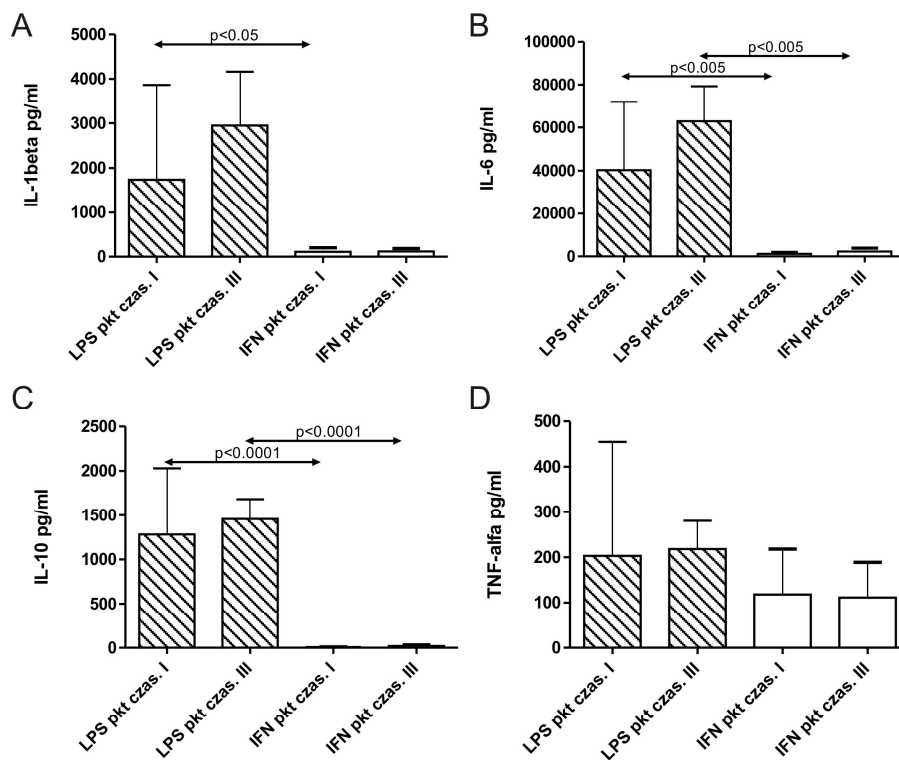 A
IL-1beta pg/ml
5000
4000
3000
2000
1000
0
p<0.05
LPS pkt czas. I
LPS pkt czas. III
IFN pkt czas. I
IFN pkt czas. III
B
IL-6 pg/ml
100000
80000
60000
40000
20000
0
p<0.005
p<0.005
LPS pkt czas. I
LPS pkt czas. III
IFN pkt czas. I
IFN pkt czas. III
C
IL-10 pg/ml
2500
2000
1500
1000
500
0
p<0.0001
p<0.0001
LPS pkt czas. I
LPS pkt czas. III
IFN pkt czas. I
IFN pkt czas. III
D
TNF-alfa pg/ml
500
400
300
200
100
0
LPS pkt czas. I
LPS pkt czas. III
IFN pkt czas. I
IFN pkt czas. III